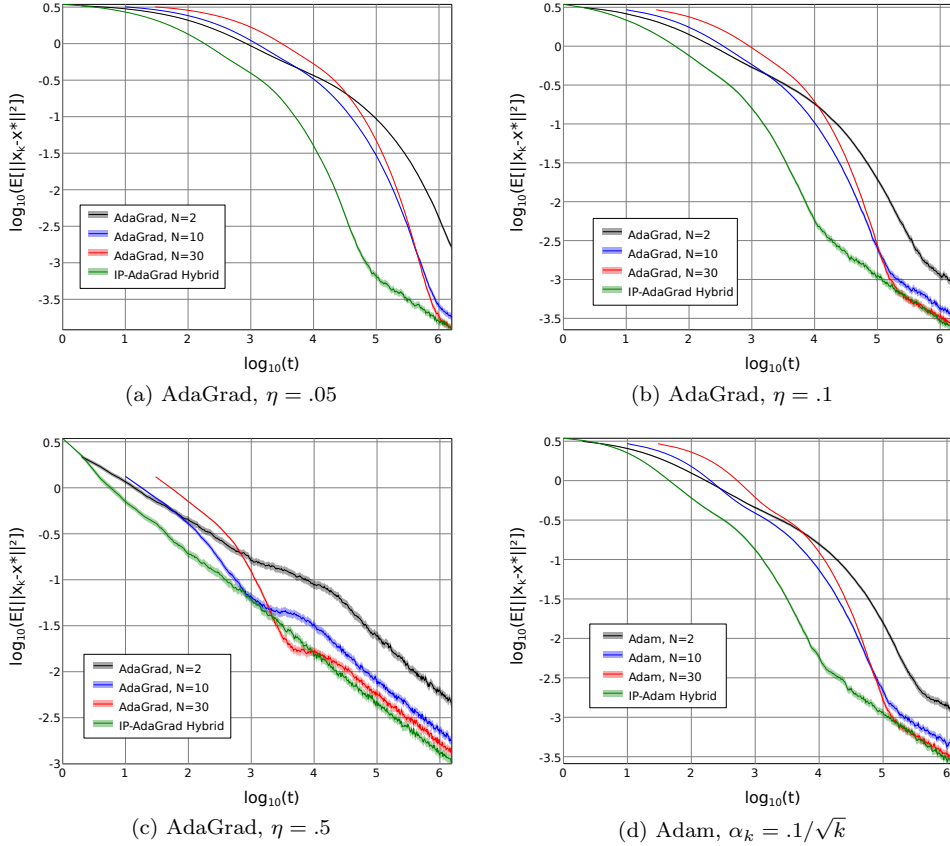 0.5
0
-0.5
-1
-1.5
-2
-2.5
-3
-3.5
log₁₀(E[||x_k-x*||²])
AdaGrad, N=2
AdaGrad, N=10
AdaGrad, N=30
IP-AdaGrad Hybrid
0 1 2 3 4 5 6
log₁₀(t)
(a) AdaGrad, η = .05
0.5
0
-0.5
-1
-1.5
-2
-2.5
-3
-3.5
log₁₀(E[||x_k-x*||²])
AdaGrad, N=2
AdaGrad, N=10
AdaGrad, N=30
IP-AdaGrad Hybrid
0 1 2 3 4 5 6
log₁₀(t)
(b) AdaGrad, η = .1
0.5
0
-0.5
-1
-1.5
-2
-2.5
-3
log₁₀(E[||x_k-x*||²])
AdaGrad, N=2
AdaGrad, N=10
AdaGrad, N=30
IP-AdaGrad Hybrid
0 1 2 3 4 5 6
log₁₀(t)
(c) AdaGrad, η = .5
0.5
0
-0.5
-1
-1.5
-2
-2.5
-3
-3.5
log₁₀(E[||x_k-x*||²])
Adam, N=2
Adam, N=10
Adam, N=30
IP-Adam Hybrid
0 1 2 3 4 5 6
log₁₀(t)
(d) Adam, α_k = .1/√k